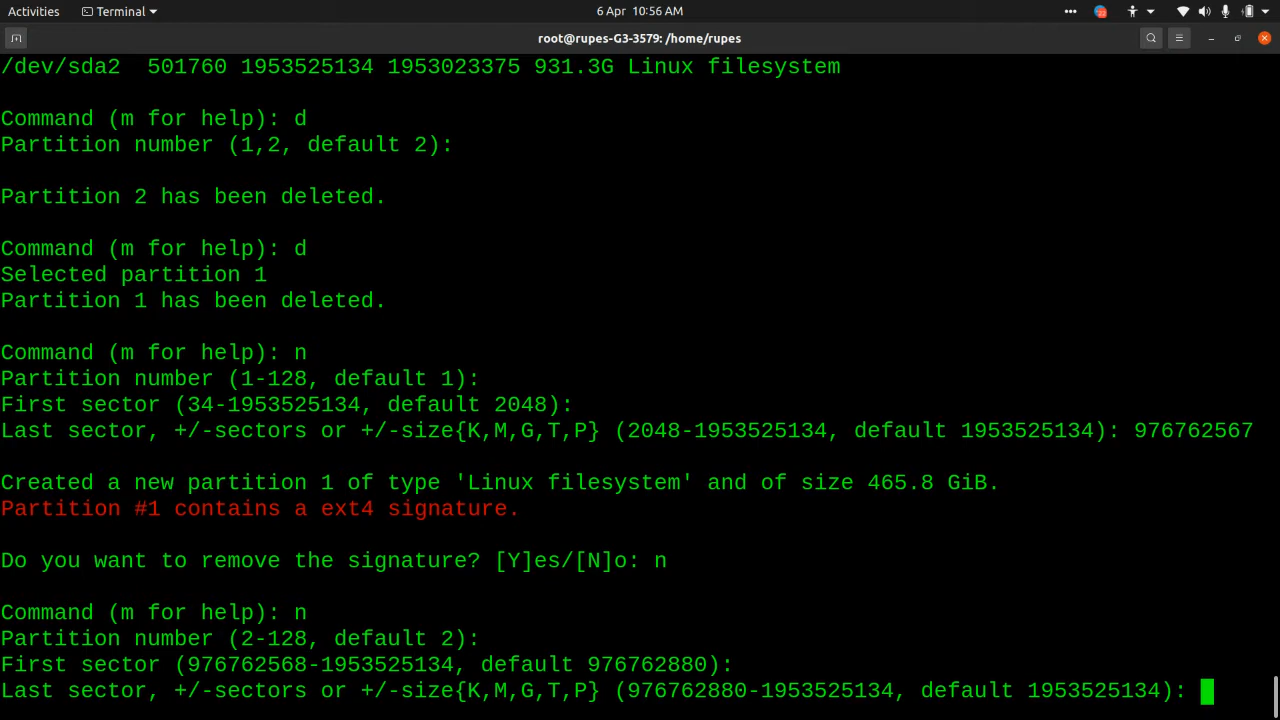 Activities
Terminal
6 Apr 10:56 AM
root@rupes-G3-3579: /home/rupes
/dev/sda2  501760 1953525134 1953023375 931.3G Linux filesystem
Command (m for help): d
Partition number (1,2, default 2):
Partition 2 has been deleted.
Command (m for help): d
Selected partition 1
Partition 1 has been deleted.
Command (m for help): n
Partition number (1-128, default 1):
First sector (34-1953525134, default 2048):
Last sector, +/-sectors or +/-size{K,M,G,T,P} (2048-1953525134, default 1953525134): 976762567
Created a new partition 1 of type 'Linux filesystem' and of size 465.8 GiB.
Partition #1 contains a ext4 signature.
Do you want to remove the signature? [Y]es/[N]o: n
Command (m for help): n
Partition number (2-128, default 2):
First sector (976762568-1953525134, default 976762880):
Last sector, +/-sectors or +/-size{K,M,G,T,P} (976762880-1953525134, default 1953525134):